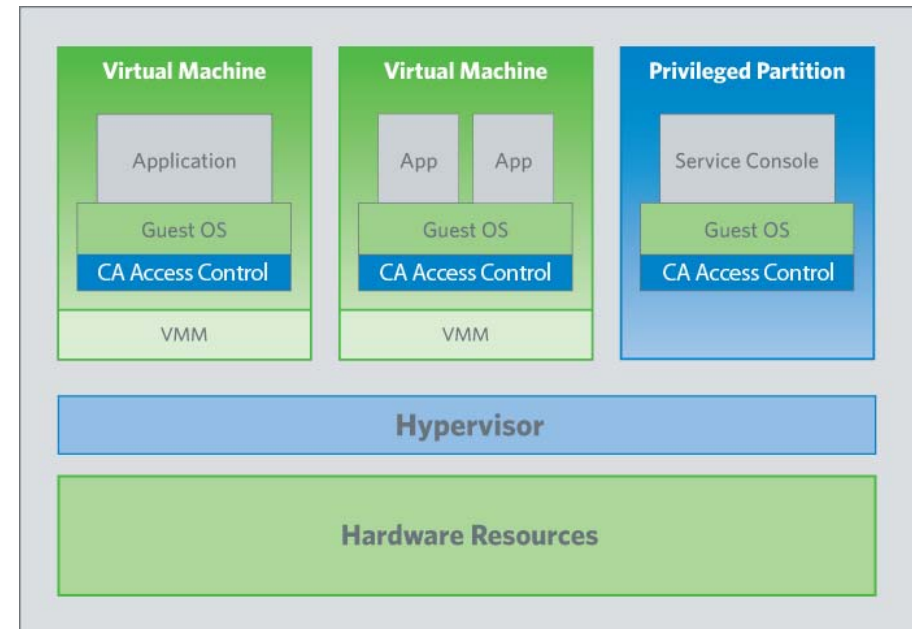 Virtual Machine
Application
Guest OS
CA Access Control
VMM
Virtual Machine
App App
Guest OS
CA Access Control
VMM
Privileged Partition
Service Console
Guest OS
CA Access Control
Hypervisor
Hardware Resources